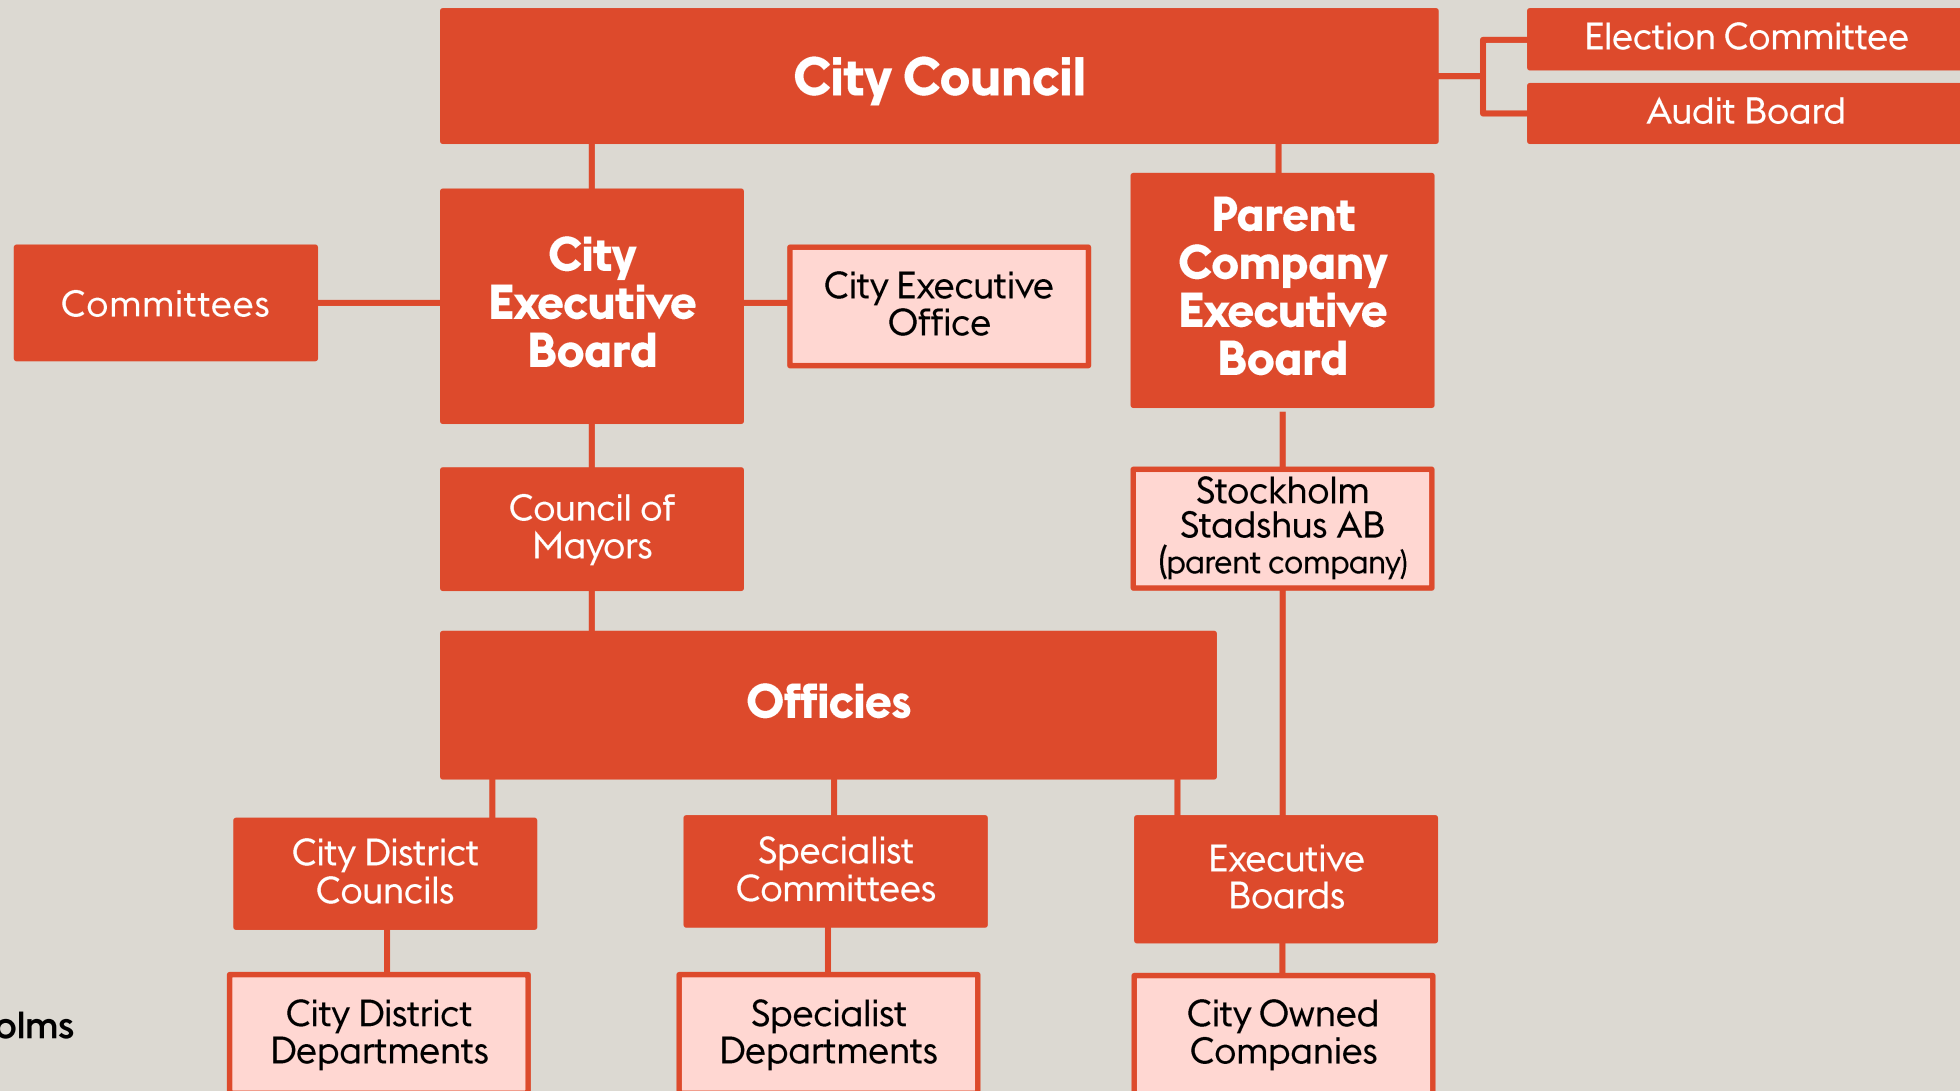 City Council
Election Committee
Audit Board
Committees
City
Executive
Board
City Executive
Office
Parent
Company
Executive
Board
Council of
Mayors
Stockholm
Stadshus AB
(parent company)
Officies
City District
Councils
Specialist
Committees
Executive
Boards
City District
Departments
Specialist
Departments
City Owned
Companies
olms